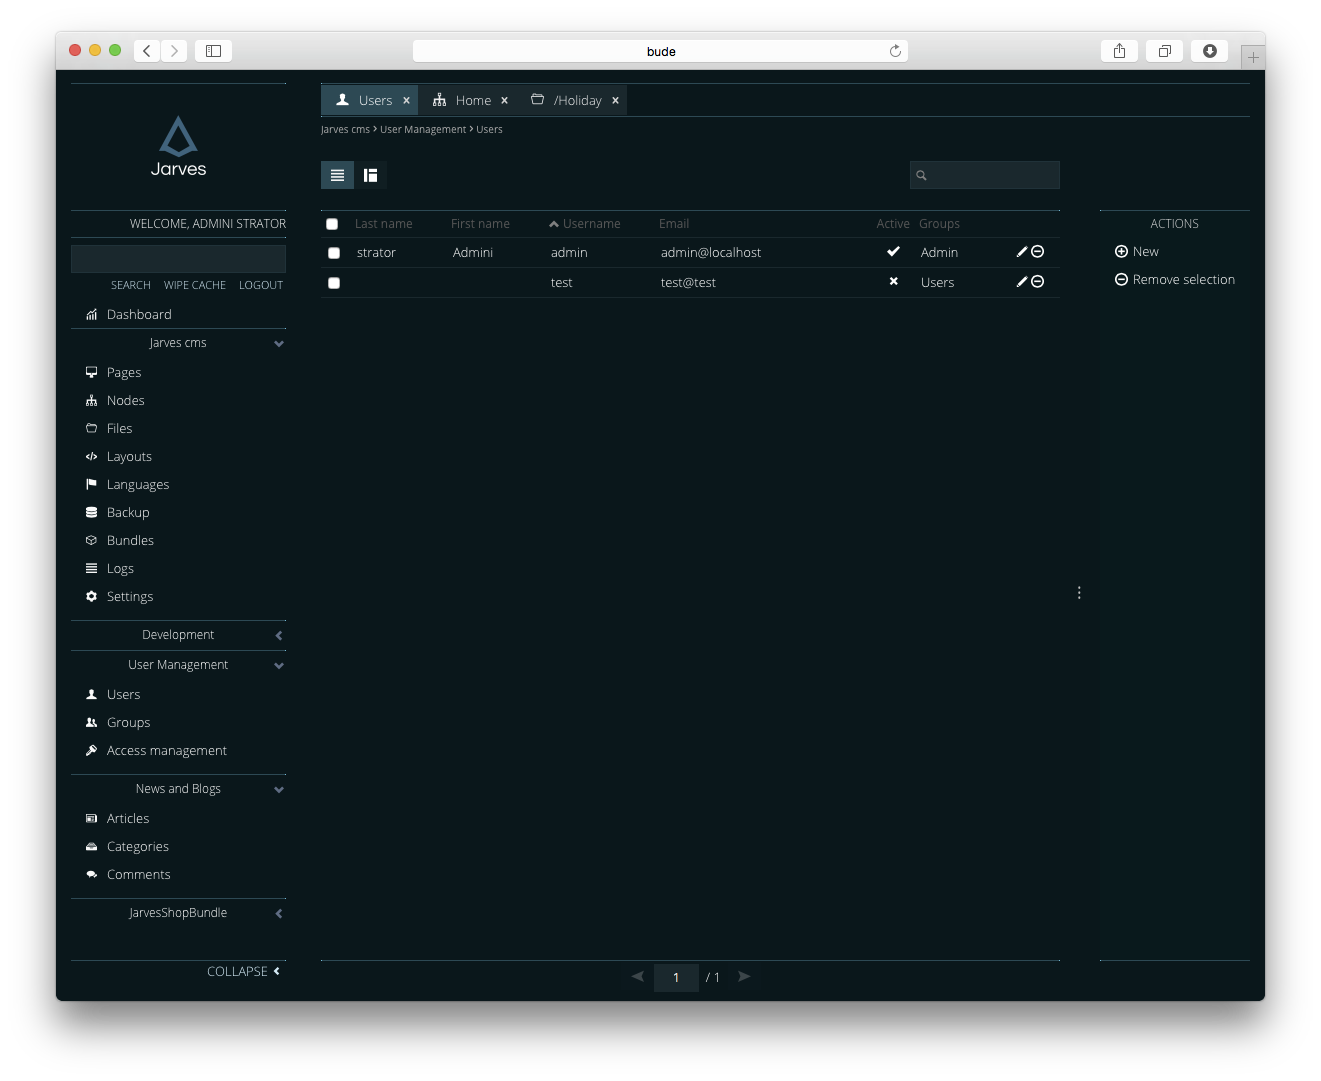 bude
Jarves
WELCOME, ADMINI STRATOR
SEARCH WIPE CACHE LOGOUT
Dashboard
Jarves cms
Pages
Nodes
Files
Layouts
Languages
Backup
Bundles
Logs
Settings
Development
User Management
Users
Groups
Access management
News and Blogs
Articles
Categories
Comments
JarvesShopBundle
COLLAPSE
Users x Home x /Holiday x
Jarves cms › User Management › Users
Last name First name Username Email Active Groups
strator Admini admin admin@localhost Admin
test test@test Users
1 / 1
ACTIONS
New
Remove selection